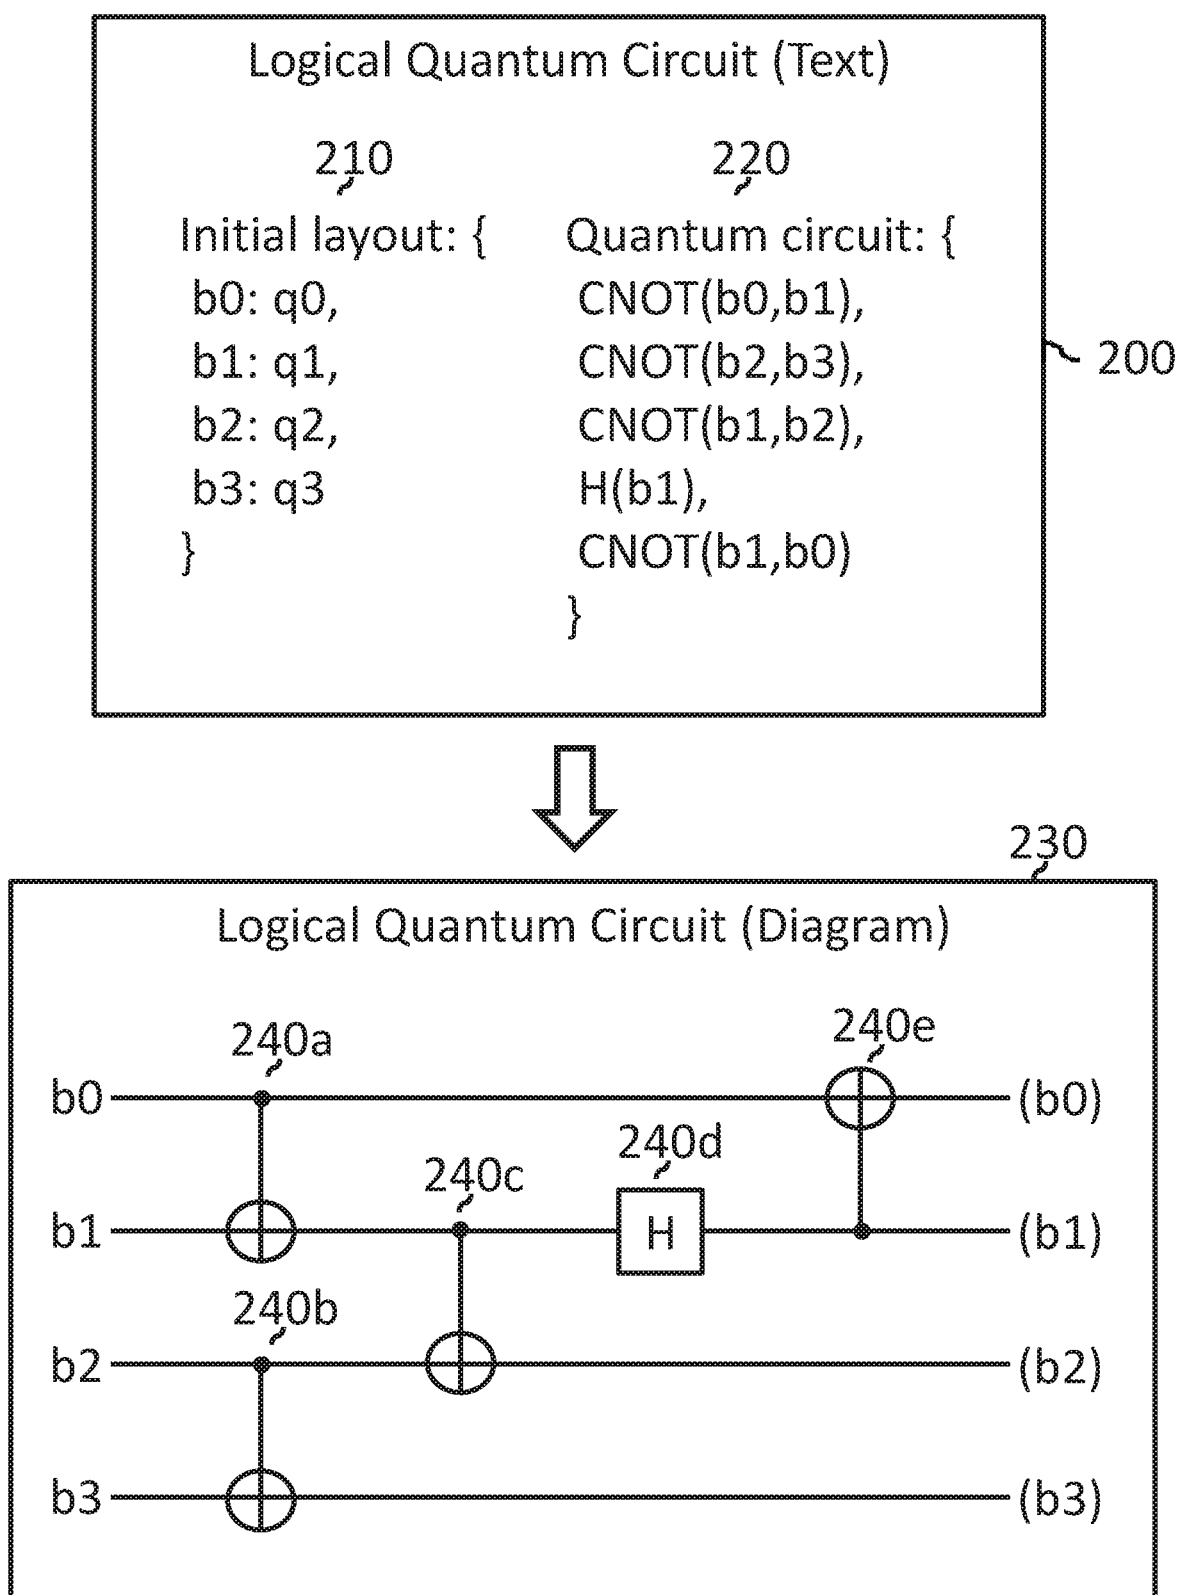 Logical Quantum Circuit (Text)
210
220
Initial layout: {
b0: q0,
b1: q1,
b2: q2,
b3: q3
}
Quantum circuit: {
CNOT(b0,b1),
CNOT(b2,b3),
CNOT(b1,b2),
H(b1),
CNOT(b1,b0)
}
200
230
Logical Quantum Circuit (Diagram)
240a
240e
b0
(b0)
240c
240d
b1
H
(b1)
240b
b2
(b2)
b3
(b3)